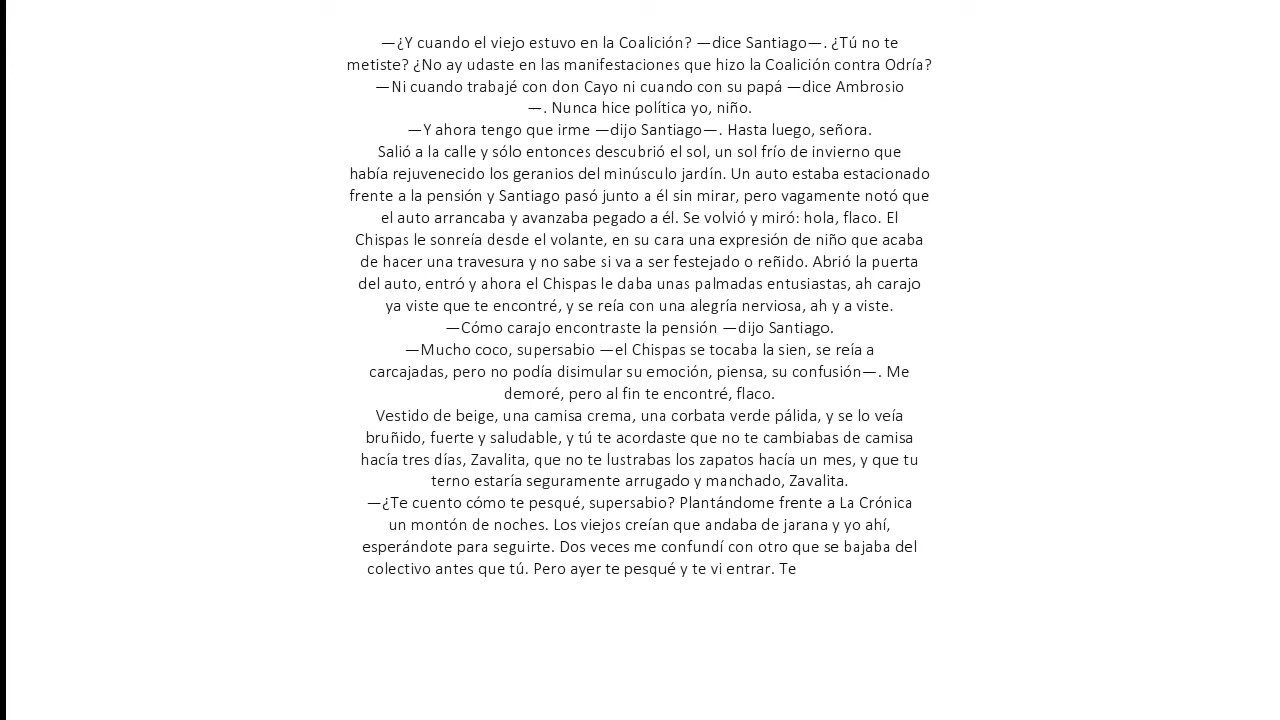 —¿Y cuando el viejo estuvo en la Coalición? —dice Santiago—. ¿Tú no te
metiste? ¿No ay udaste en las manifestaciones que hizo la Coalición contra Odría?
—Ni cuando trabajé con don Cayo ni cuando con su papá —dice Ambrosio
—. Nunca hice política yo, niño.
—Y ahora tengo que irme —dijo Santiago—. Hasta luego, señora.
Salió a la calle y sólo entonces descubrió el sol, un sol frío de invierno que
había rejuvenecido los geranios del minúsculo jardín. Un auto estaba estacionado
frente a la pensión y Santiago pasó junto a él sin mirar, pero vagamente notó que
el auto arrancaba y avanzaba pegado a él. Se volvió y miró: hola, flaco. El
Chispas le sonreía desde el volante, en su cara una expresión de niño que acaba
de hacer una travesura y no sabe si va a ser festejado o reñido. Abrió la puerta
del auto, entró y ahora el Chispas le daba unas palmadas entusiastas, ah carajo
ya viste que te encontré, y se reía con una alegría nerviosa, ah y a viste.
—Cómo carajo encontraste la pensión —dijo Santiago.
—Mucho coco, supersabio —el Chispas se tocaba la sien, se reía a
carcajadas, pero no podía disimular su emoción, piensa, su confusión—. Me
demoré, pero al fin te encontré, flaco.
Vestido de beige, una camisa crema, una corbata verde pálida, y se lo veía
bruñido, fuerte y saludable, y tú te acordaste que no te cambiabas de camisa
hacía tres días, Zavalita, que no te lustrabas los zapatos hacía un mes, y que tu
terno estaría seguramente arrugado y manchado, Zavalita.
—¿Te cuento cómo te pesqué, supersabio? Plantándome frente a La Crónica
un montón de noches. Los viejos creían que andaba de jarana y yo ahí,
esperándote para seguirte. Dos veces me confundí con otro que se bajaba del
colectivo antes que tú. Pero ayer te pesqué y te vi entrar. Te